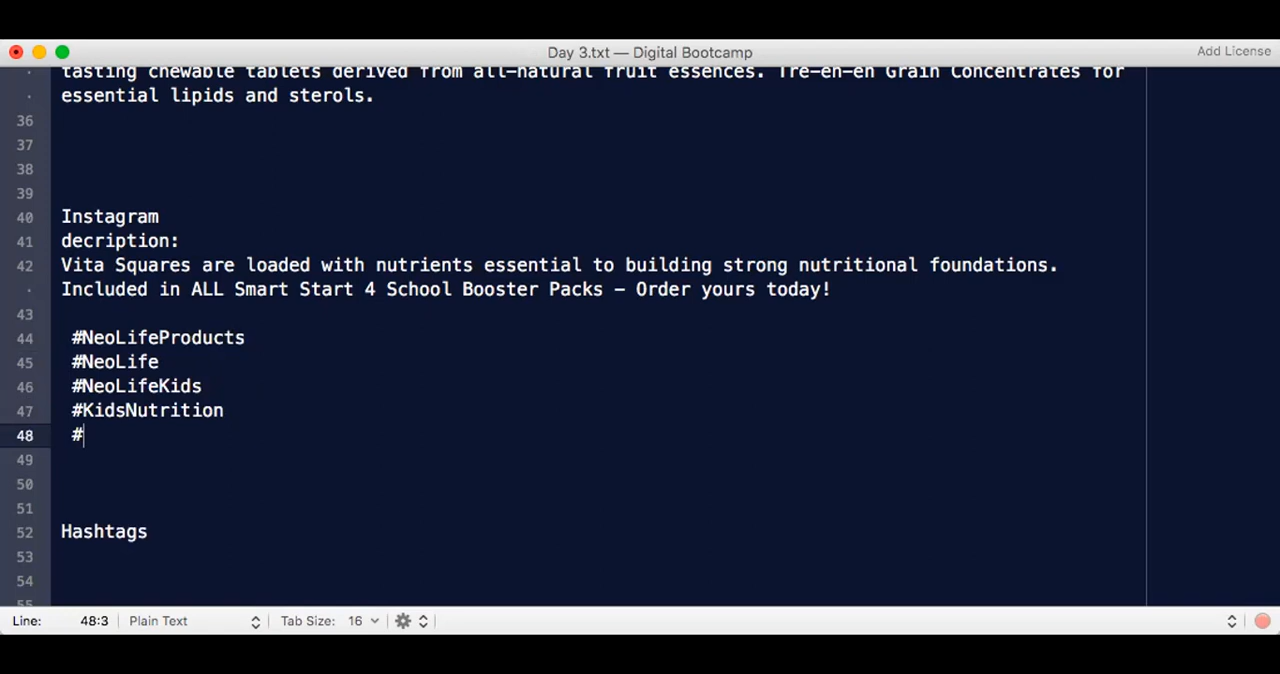 Day 3.txt — Digital Bootcamp
Add License
tasting chewable tablets derived from all-natural fruit essences. Tre-en-en Grain Concentrates for
essential lipids and sterols.
36
37
38
39
40 Instagram
41 decription:
42 Vita Squares are loaded with nutrients essential to building strong nutritional foundations.
Included in ALL Smart Start 4 School Booster Packs – Order yours today!
43
44 #NeoLifeProducts
45 #NeoLife
46 #NeoLifeKids
47 #KidsNutrition
48 #
49
50
51
52 Hashtags
53
54
55
Line: 48:3 Plain Text Tab Size: 16